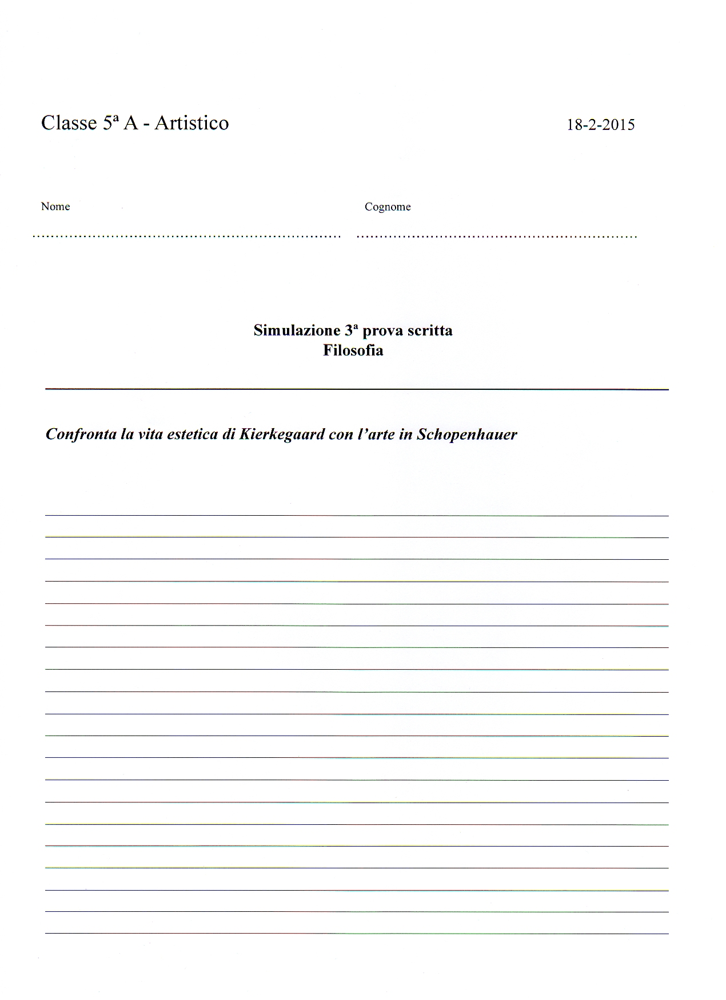 Classe 5ª A - Artistico 18-2-2015
Nome Cognome
Simulazione 3ª prova scritta
Filosofia
Confronta la vita estetica di Kierkegaard con l’arte in Schopenhauer